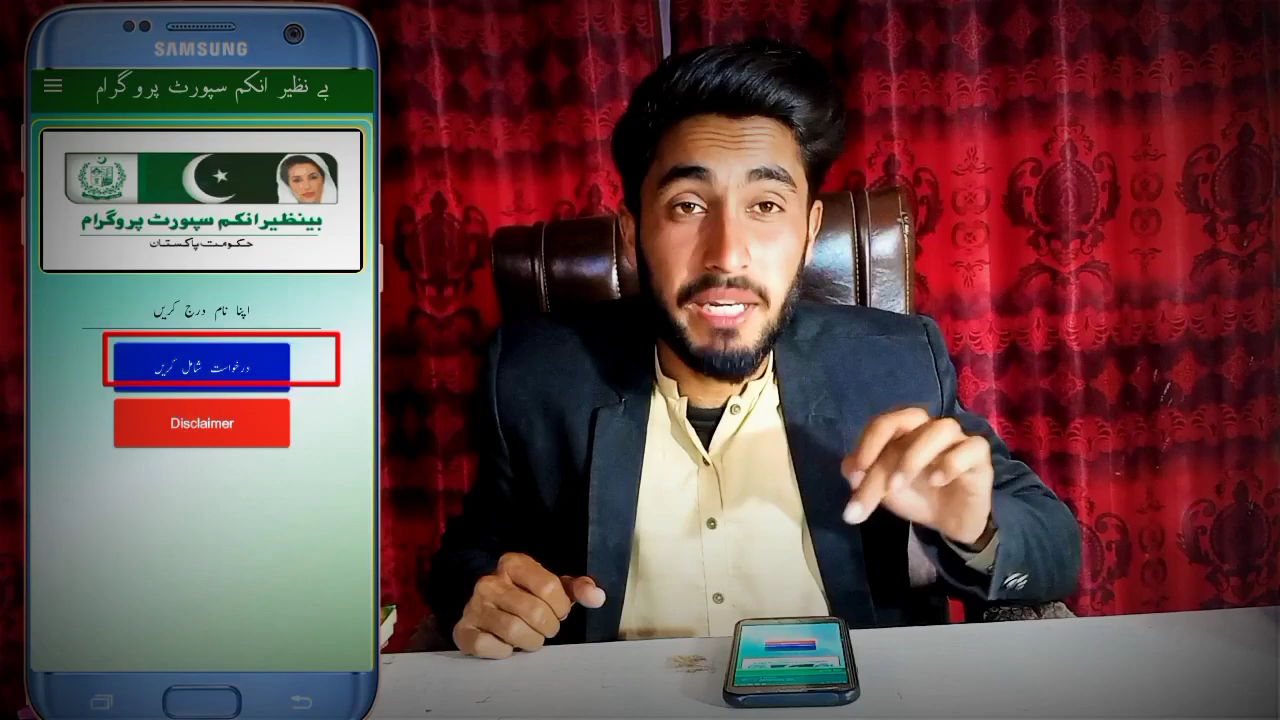 SAMSUNG
بے نظیر انکم سپورٹ پروگرام
بینظیر انکم سپورٹ پروگرام
حکومت پاکستان
اپنا نام درج کریں
درخواست شامل کریں
Disclaimer